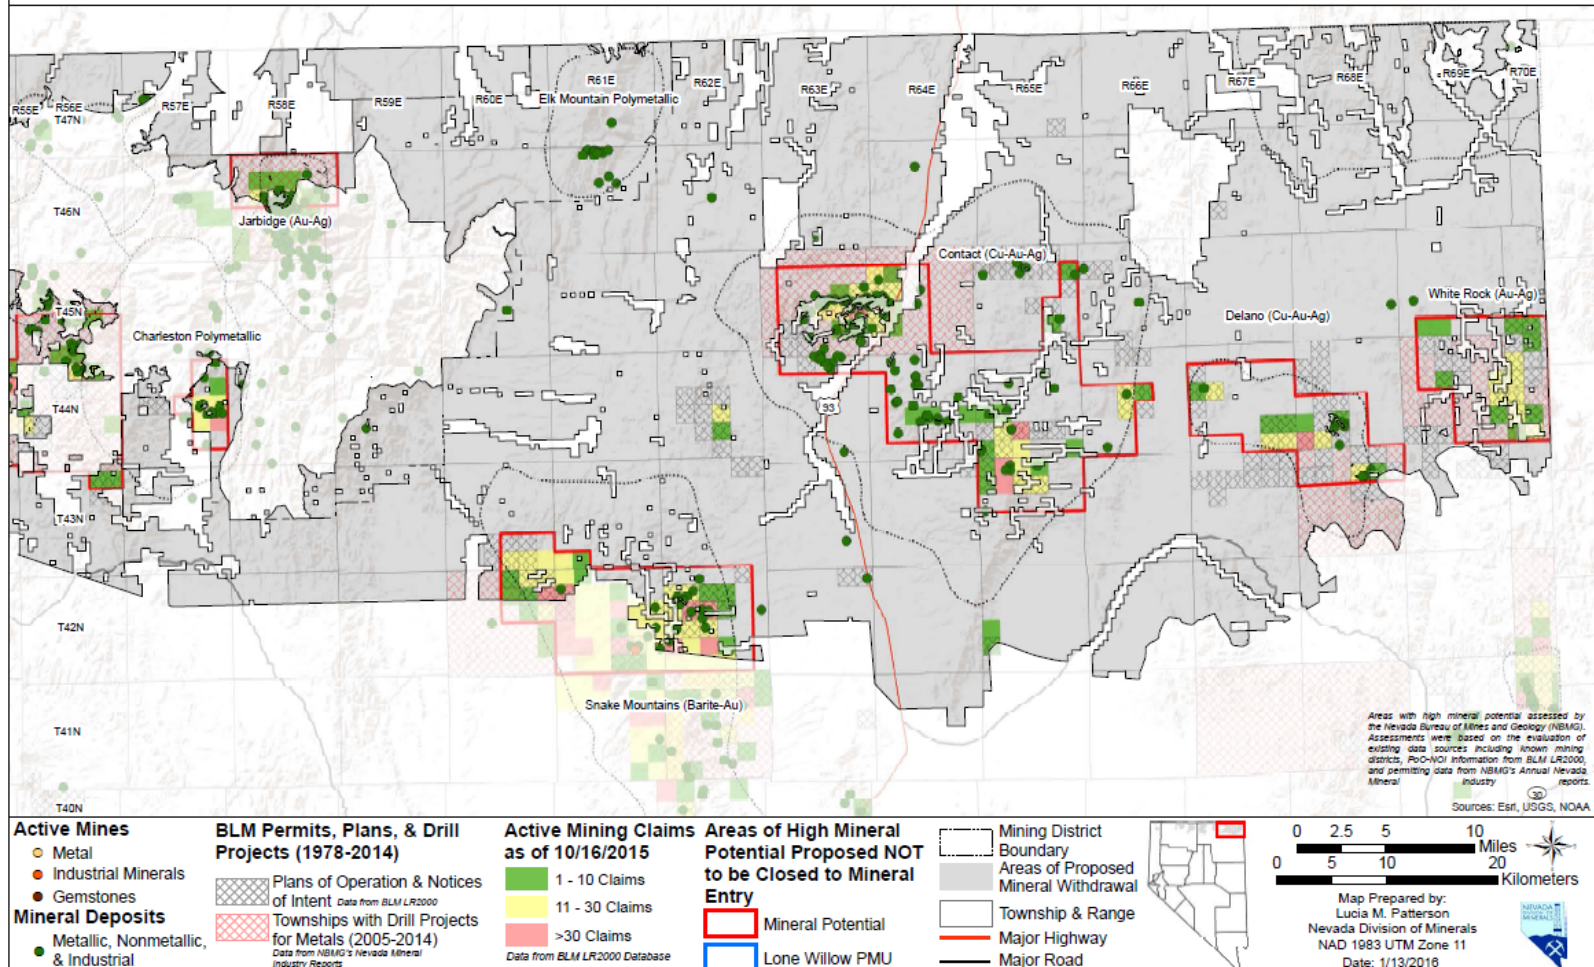 R55E
R56E
R57E
R58E
R59E
R60E
R61E
R62E
R63E
R64E
R65E
R66E
R67E
R68E
R69E
R70E
T47N
Elk Mountain Polymetallic
T46N
Jarbidge (Au-Ag)
Contact (Cu-Au-Ag)
T45N
White Rock (Au-Ag)
Delano (Cu-Au-Ag)
Charleston Polymetallic
T44N
93
T43N
T42N
Snake Mountains (Barite-Au)
T41N
T40N
Areas with high mineral potential assessed by
the Nevada Bureau of Mines and Geology (NBMG).
Assessments were based on the evaluation of
existing data sources including known mining
districts, PoO-NOI information from BLM LR2000,
and permitting data from NBMG's Annual Nevada
Mineral Industry reports.
30
Sources: Esri, USGS, NOAA
Active Mines
Metal
Industrial Minerals
Gemstones
Mineral Deposits
Metallic, Nonmetallic,
& Industrial
BLM Permits, Plans, & Drill
Projects (1978-2014)
Plans of Operation & Notices
of Intent Data from BLM LR2000
Townships with Drill Projects
for Metals (2005-2014)
Data from NBMG's Nevada Mineral
Industry Reports
Active Mining Claims
as of 10/16/2015
1 - 10 Claims
11 - 30 Claims
>30 Claims
Data from BLM LR2000 Database
Areas of High Mineral
Potential Proposed NOT
to be Closed to Mineral
Entry
Mineral Potential
Lone Willow PMU
Mining District
Boundary
Areas of Proposed
Mineral Withdrawal
Township & Range
Major Highway
Major Road
0 2.5 5 10
Miles
0 5 10 20
Kilometers
Map Prepared by:
Lucia M. Patterson
Nevada Division of Minerals
NAD 1983 UTM Zone 11
Date: 1/13/2016
NEVADA
DIVISION OF
MINERALS